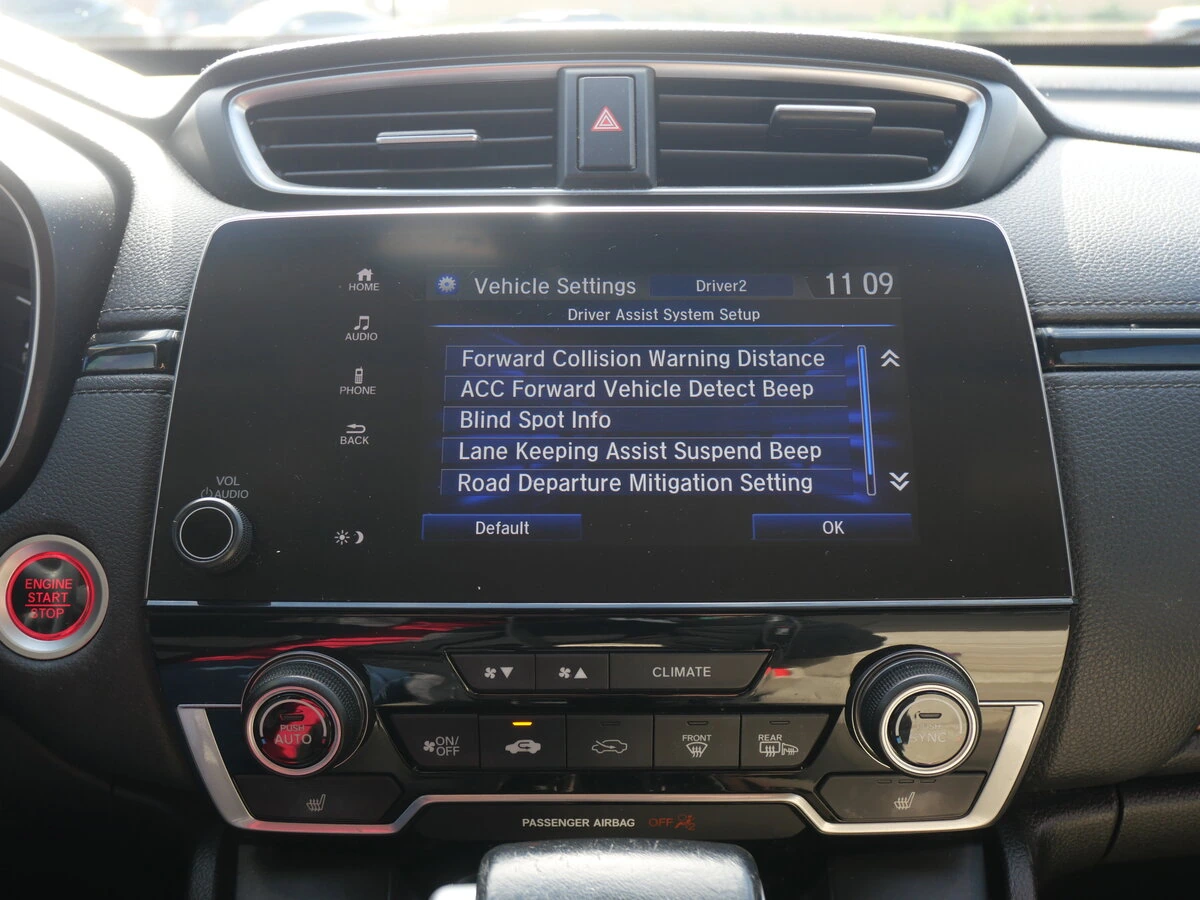 HOME
Vehicle Settings
Driver2
11 09
Driver Assist System Setup
AUDIO
Forward Collision Warning Distance
ACC Forward Vehicle Detect Beep
PHONE
Blind Spot Info
BACK
Lane Keeping Assist Suspend Beep
Road Departure Mitigation Setting
VOL
AUDIO
Default
OK
ENGINE
START
STOP
CLIMATE
PUSH
AUTO
ON/
OFF
FRONT
REAR
PUSH
SYNC
PASSENGER AIRBAG
OFF